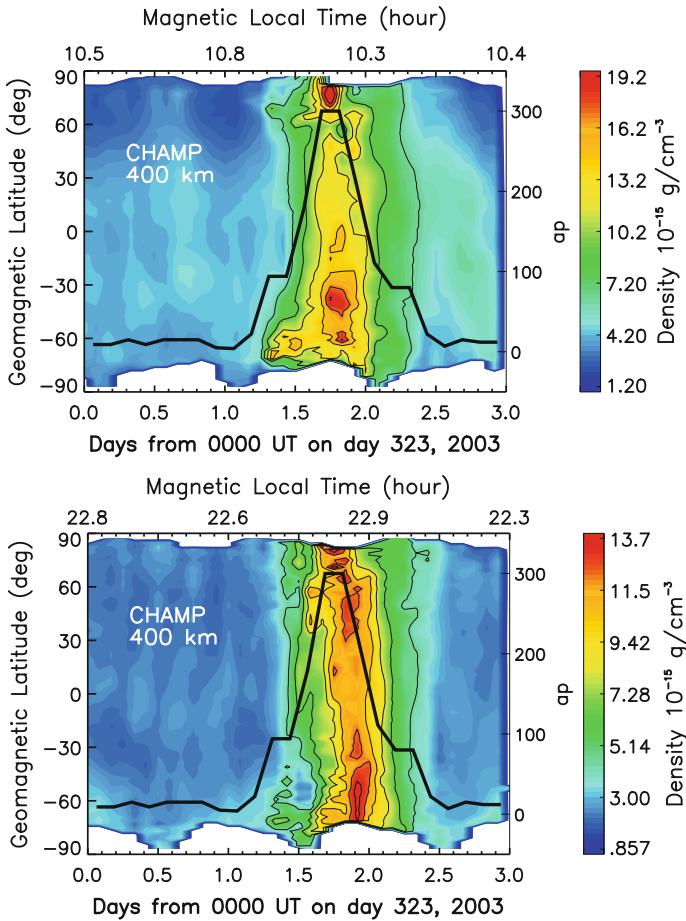 Magnetic Local Time (hour)
10.5 10.8 10.3 10.4
90
60
30
0
−30
−60
−90
Geomagnetic Latitude (deg)
CHAMP
400 km
300
200
100
0
ap
19.2
16.2
13.2
10.2
7.20
4.20
1.20
Density 10⁻¹⁵ g/cm⁻³
0.0 0.5 1.0 1.5 2.0 2.5 3.0
Days from 0000 UT on day 323, 2003
Magnetic Local Time (hour)
22.8 22.6 22.9 22.3
90
60
30
0
−30
−60
−90
Geomagnetic Latitude (deg)
CHAMP
400 km
300
200
100
0
ap
13.7
11.5
9.42
7.28
5.14
3.00
.857
Density 10⁻¹⁵ g/cm⁻³
0.0 0.5 1.0 1.5 2.0 2.5 3.0
Days from 0000 UT on day 323, 2003